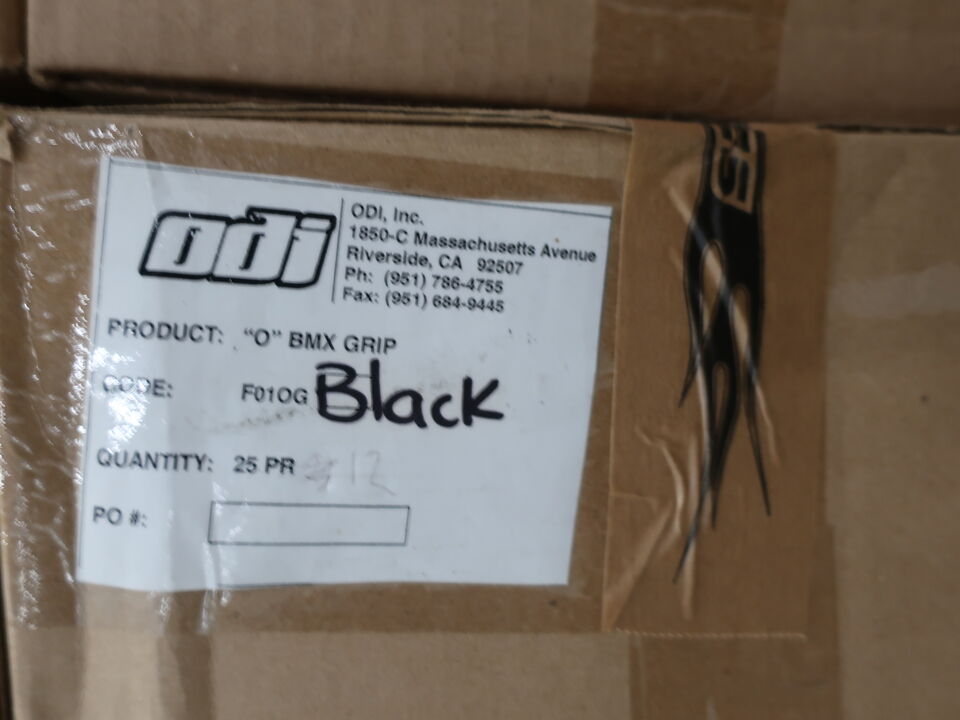 odi
ODI, Inc.
1850-C Massachusetts Avenue
Riverside, CA 92507
Ph: (951) 786-4755
Fax: (951) 684-9445
PRODUCT: "O" BMX GRIP
CODE: F01OG Black
QUANTITY: 25 PR 12
PO #: